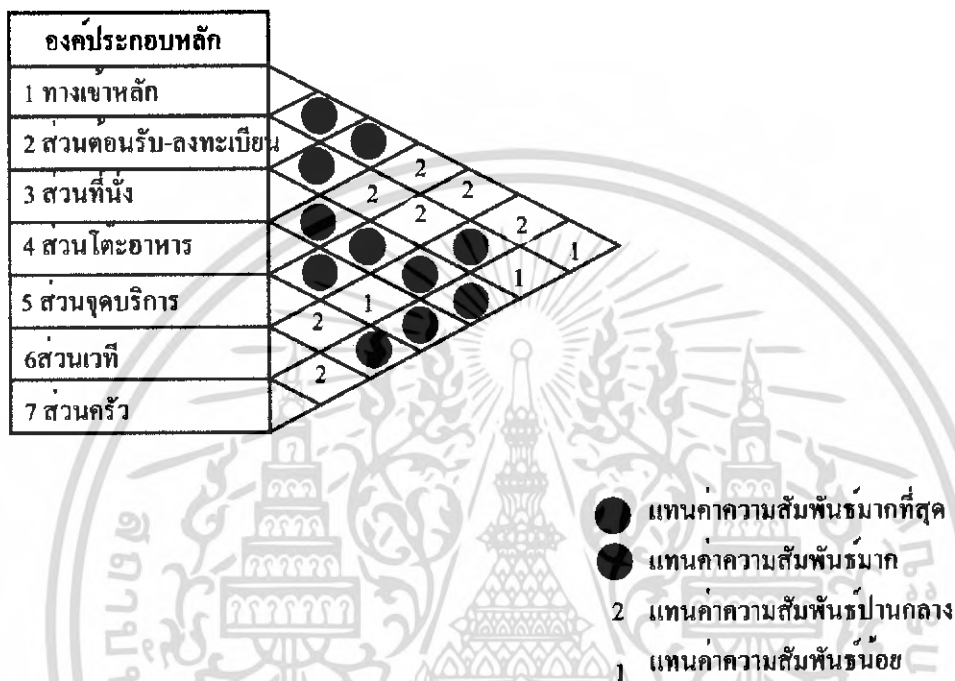 องค์ประกอบหลัก
1 ทางเข้าหลัก
2 ส่วนต้อนรับ-ลงทะเบียน
3 ส่วนที่นั่ง
4 ส่วนโต๊ะอาหาร
5 ส่วนจุดบริการ
6ส่วนเวที
7 ส่วนครัว
2 2
2 2 2 1
1 1
2
2
แทนค่าความสัมพันธ์มากที่สุด
แทนค่าความสัมพันธ์มาก
2 แทนค่าความสัมพันธ์ปานกลาง
1 แทนค่าความสัมพันธ์น้อย